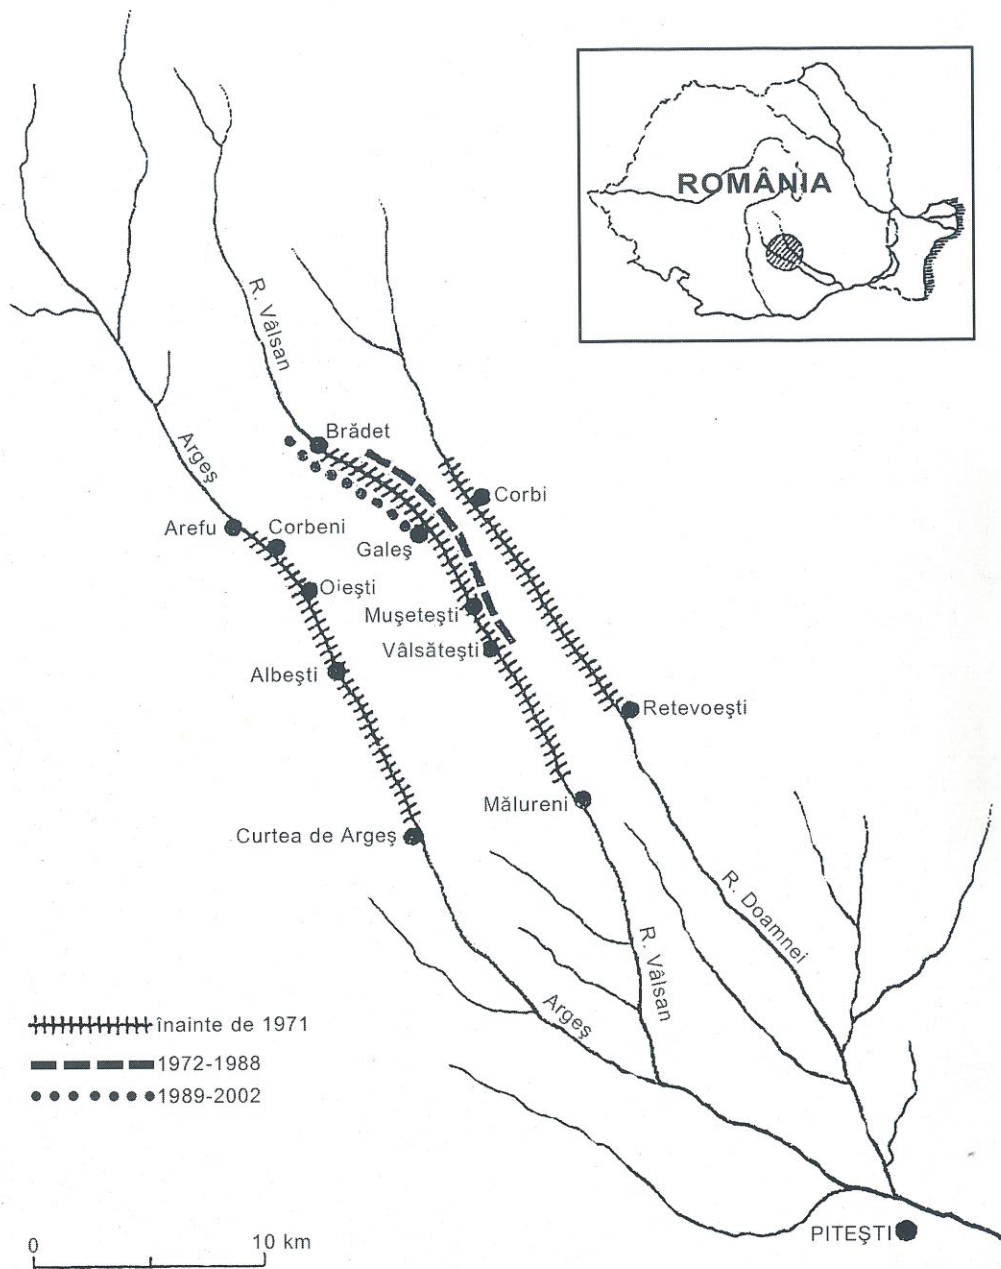 ROMÂNIA
R. Vâlsan
Brădet
Argeş
Corbi
Arefu
Corbeni
Galeş
Oieşti
Muşeteşti
Vâlsăteşti
Albeşti
Retevoeşti
Mălureni
Curtea de Argeş
R. Doamnei
R. Vâlsan
Argeş
înainte de 1971
1972-1988
1989-2002
PITEŞTI
0 10 km